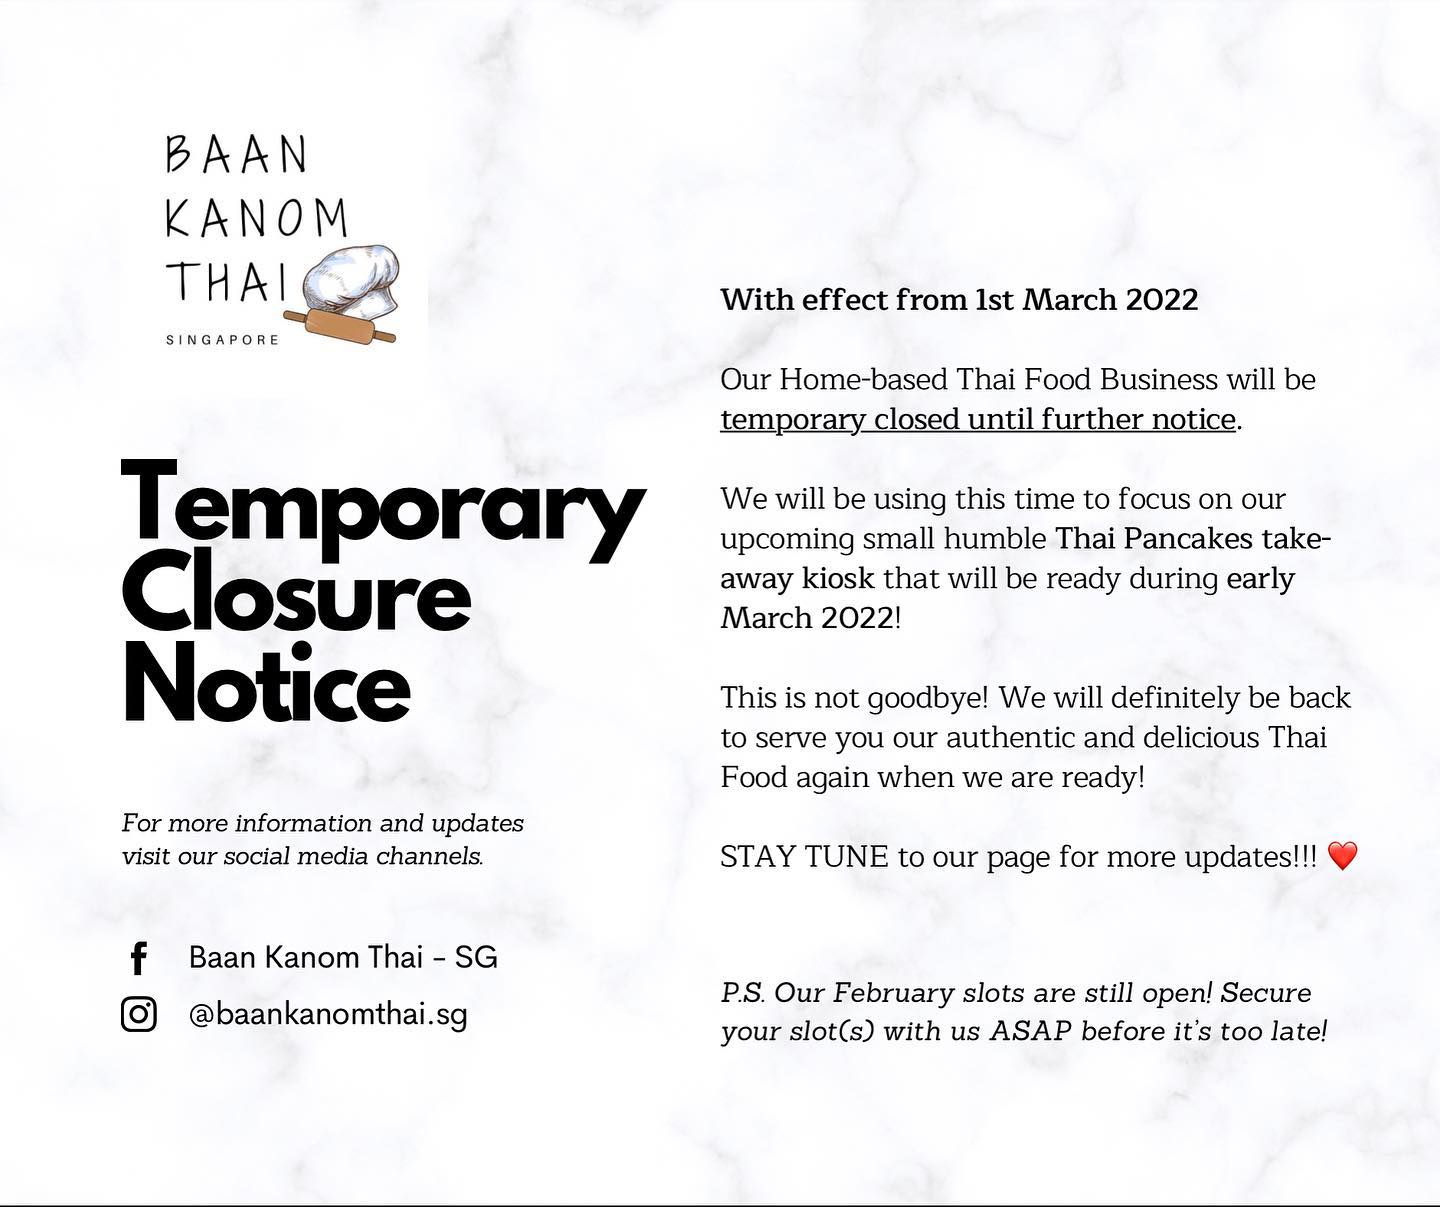 BAAN
KANOM
THAI
SINGAPORE
Temporary
Closure
Notice
For more information and updates
visit our social media channels.
Baan Kanom Thai - SG
@baankanomthai.sg
With effect from 1st March 2022
Our Home-based Thai Food Business will be
temporary closed until further notice.
We will be using this time to focus on our
upcoming small humble Thai Pancakes take-
away kiosk that will be ready during early
March 2022!
This is not goodbye! We will definitely be back
to serve you our authentic and delicious Thai
Food again when we are ready!
STAY TUNE to our page for more updates!!! ❤️
P.S. Our February slots are still open! Secure
your slot(s) with us ASAP before it's too late!